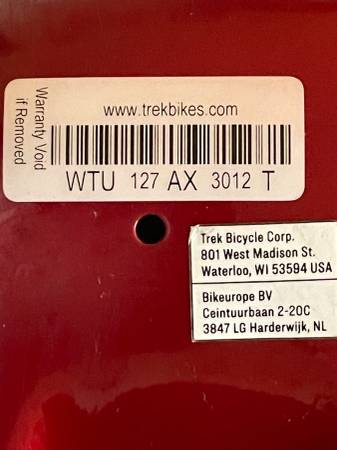 Warranty Void
if Removed
www.trekbikes.com
WTU 127 AX 3012 T
Trek Bicycle Corp.
801 West Madison St.
Waterloo, WI 53594 USA
Bikeurope BV
Ceintuurbaan 2-20C
3847 LG Harderwijk, NL